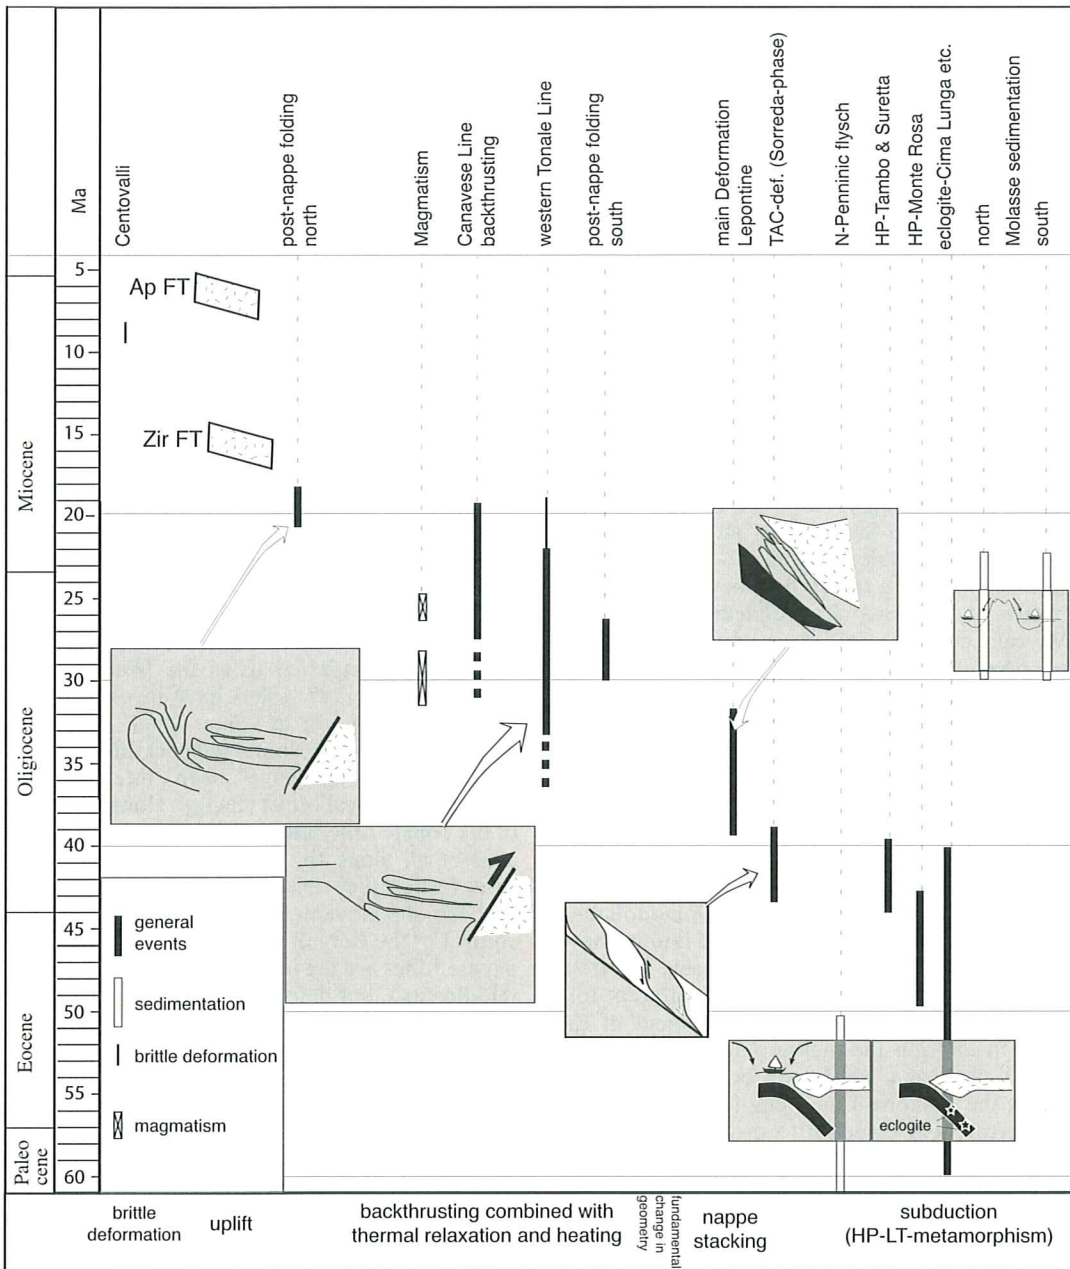 Ma
Centovalli
post-nappe folding
north
Magmatism
Canavese Line
backthrusting
western Tonale Line
post-nappe folding
south
main Deformation
Lepontine
TAC-def. (Sorreda-phase)
N-Penninic flysch
HP-Tambo & Suretta
HP-Monte Rosa
eclogite-Cima Lunga etc.
north
Molasse sedimentation
south
5
10
15
20
25
30
35
40
45
50
55
60
Miocene
Oligiocene
Eocene
Paleo
cene
Ap FT
Zir FT
general
events
sedimentation
brittle deformation
magmatism
eclogite
brittle
deformation
uplift
backthrusting combined with
thermal relaxation and heating
fundamental
change in
geometry
nappe
stacking
subduction
(HP-LT-metamorphism)